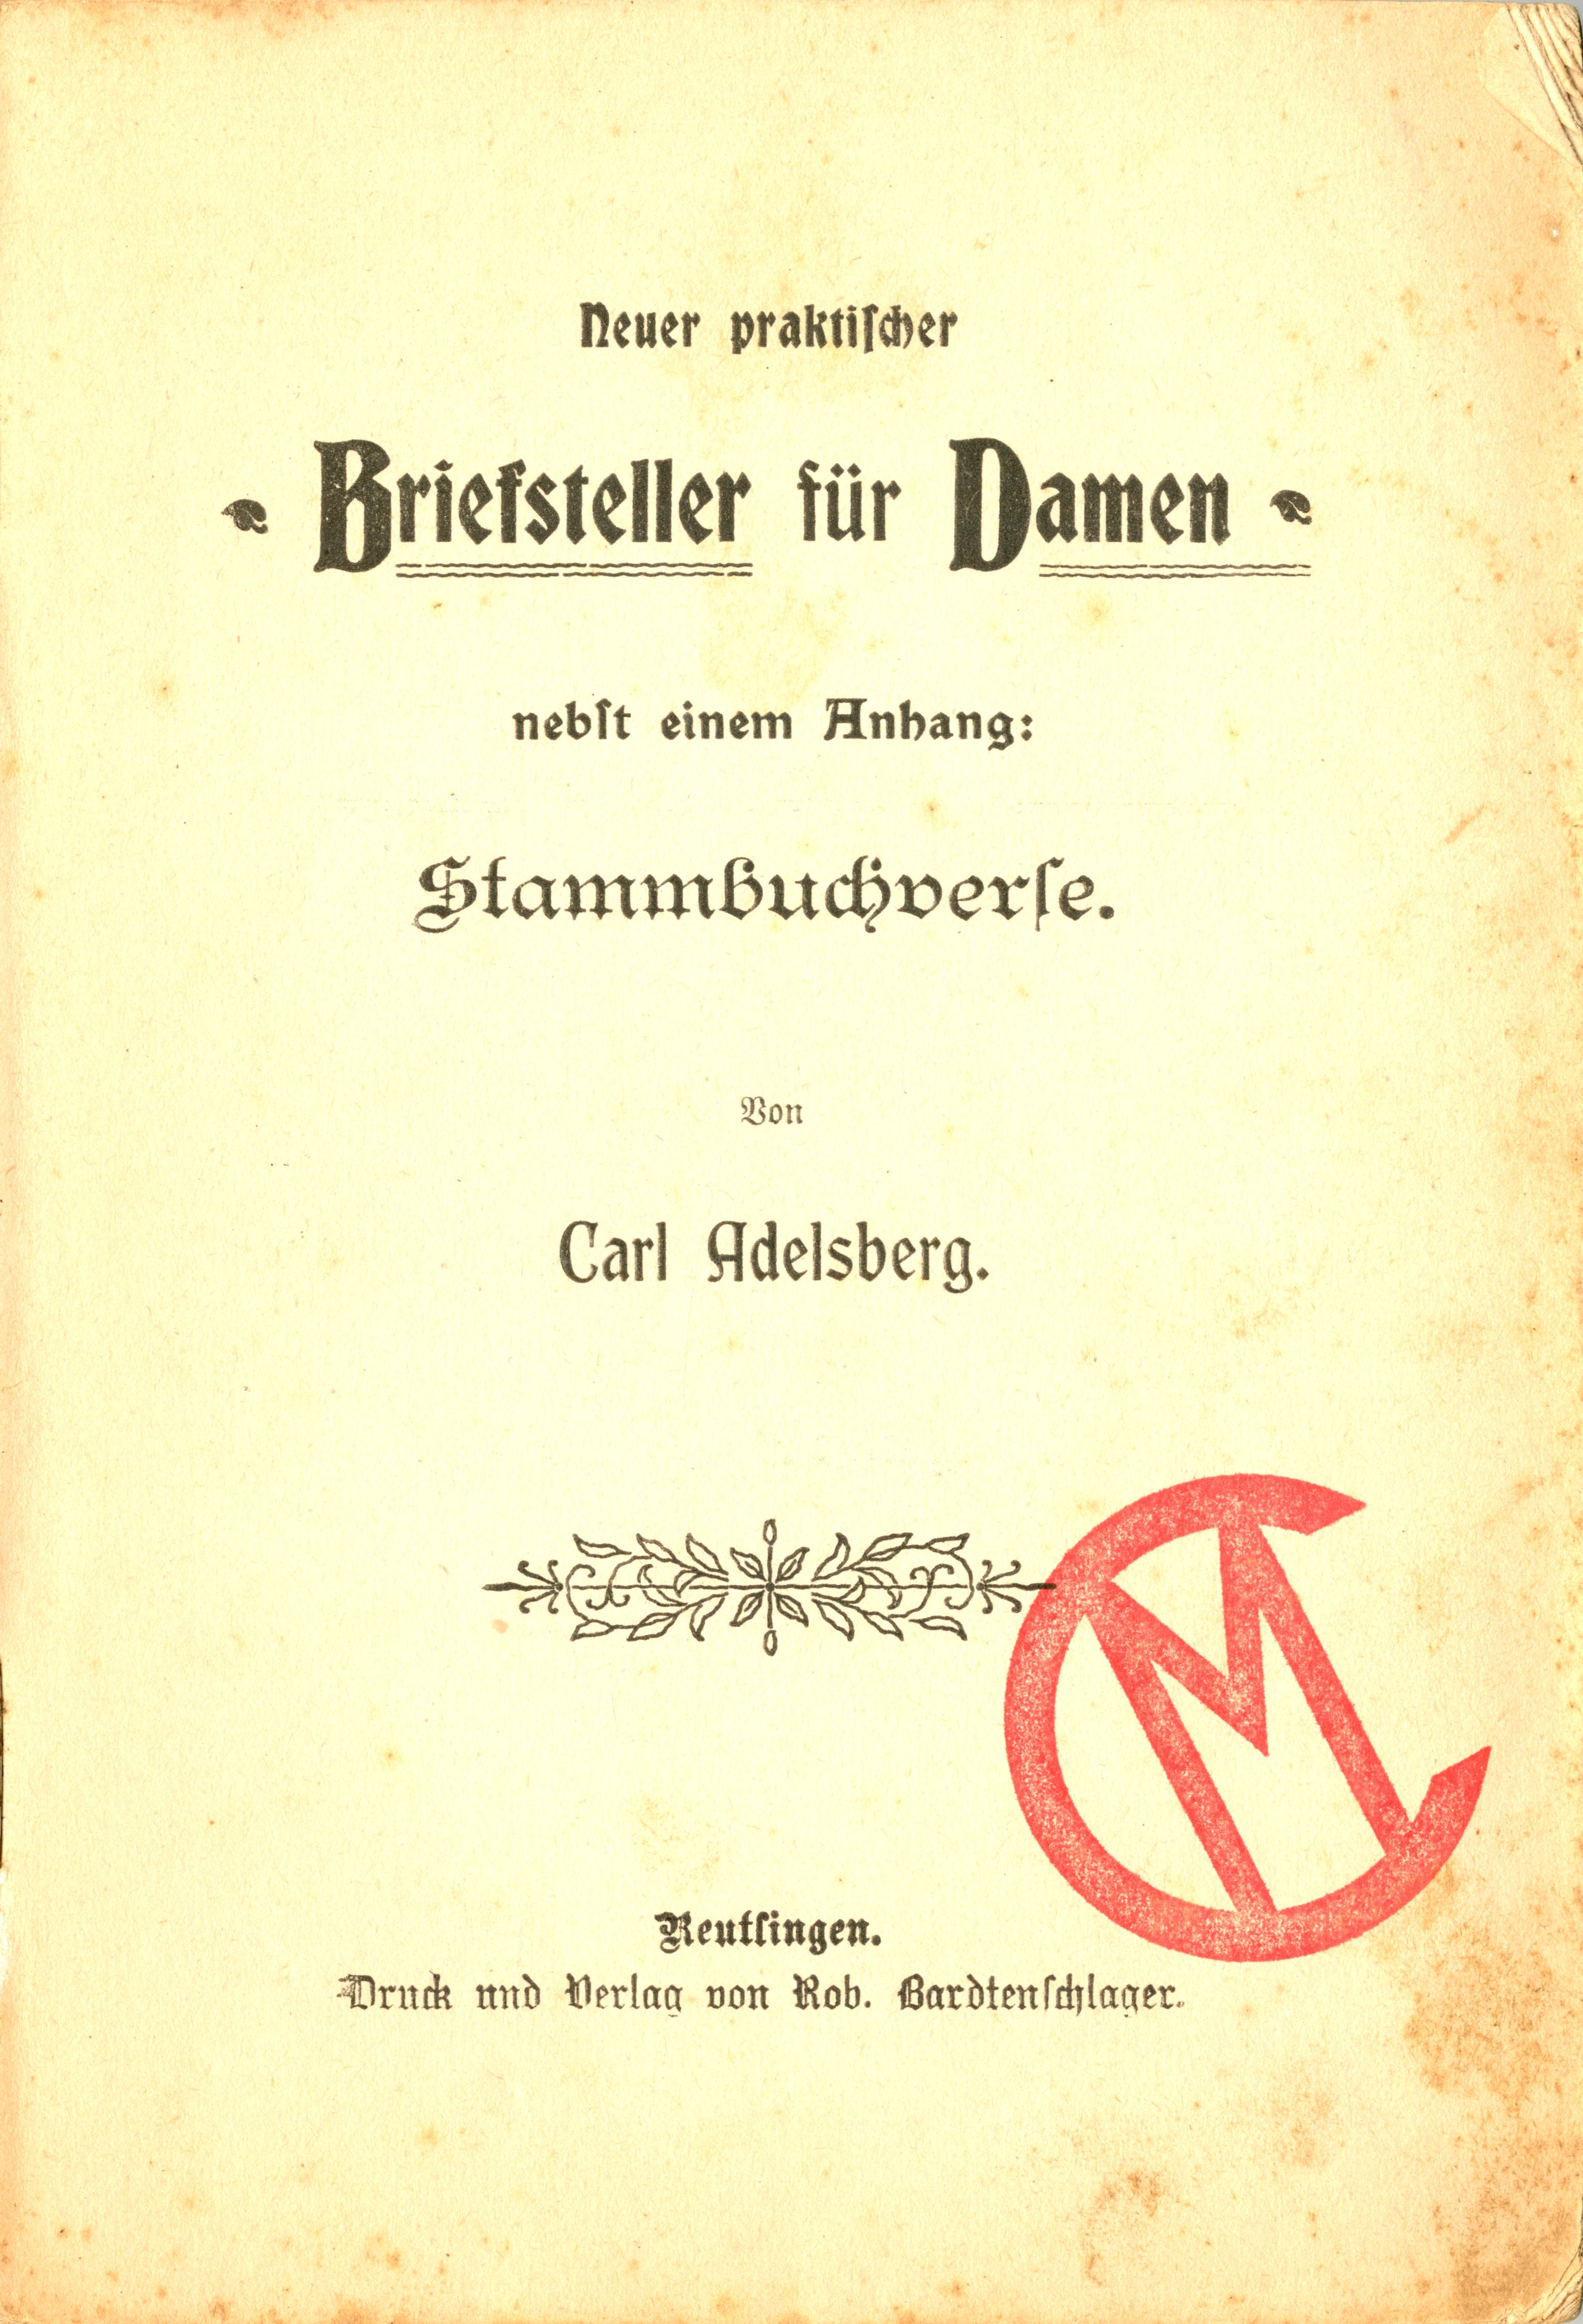 Neuer praktiſcher
Briefsteller für Damen
nebſt einem Anhang:
Stammbuchverſe.
Von
Carl Adelsberg.
CM
Reutlingen.
Druck und Verlag von Rob. Bardtenſchlager.